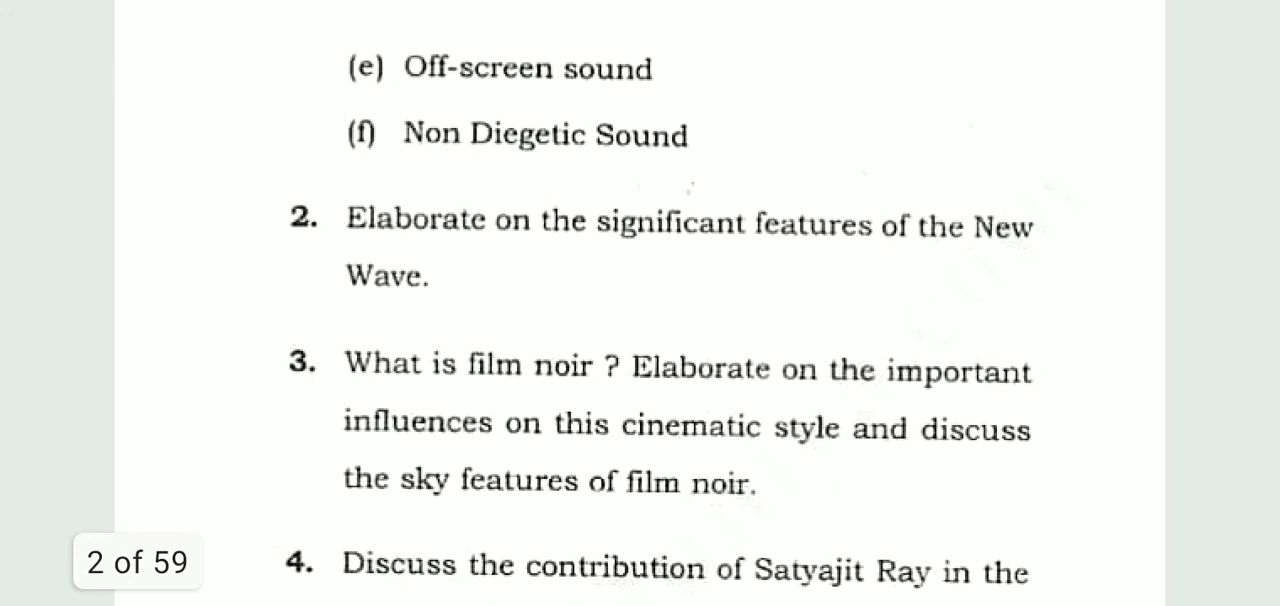 (e) Off-screen sound
(f) Non Diegetic Sound
2. Elaborate on the significant features of the New
Wave.
3. What is film noir ? Elaborate on the important
influences on this cinematic style and discuss
the sky features of film noir.
2 of 59
4. Discuss the contribution of Satyajit Ray in the